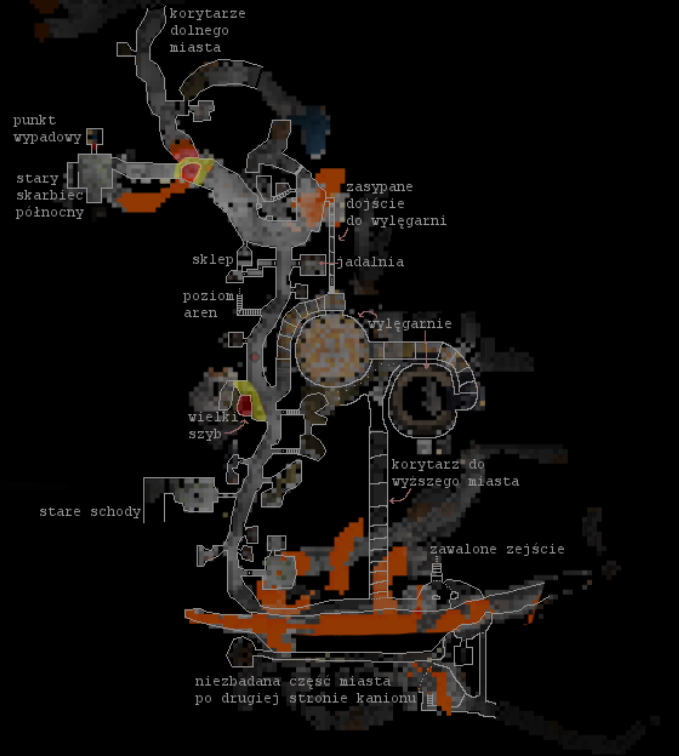 korytarze
dolnego
miasta
punkt
wypadowy
stary
skarbiec
północny
zasypane
dojście
do wylęgarni
sklep
jadalnia
poziom
aren
wylęgarnie
wielki
szyb
korytarz do
wyższego miasta
stare schody
zawalone zejście
niezbadana część miasta
po drugiej stronie kanionu